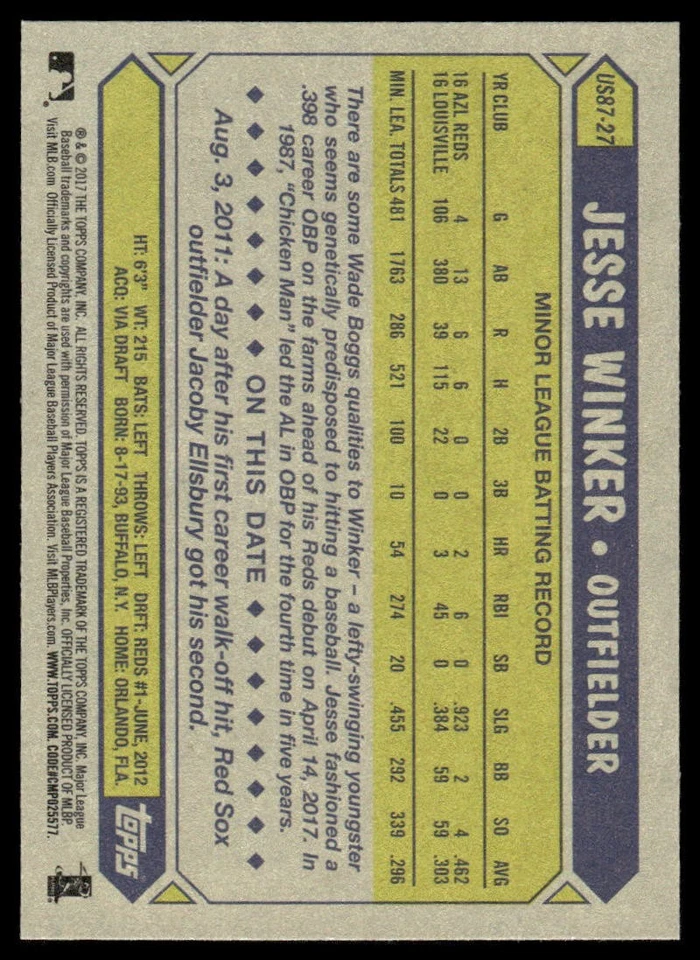 US87-27
JESSE WINKER • OUTFIELDER
MINOR LEAGUE BATTING RECORD
YR CLUB G AB R H 2B 3B HR RBI SB SLG BB SO AVG
16 AZL REDS 4 13 6 6 0 0 2 6 0 .923 2 4 .462
16 LOUISVILLE 106 380 39 115 22 0 3 45 0 .384 59 59 .303
MIN. LEA. TOTALS 481 1763 286 521 100 10 54 274 20 .455 292 339 .296
There are some Wade Boggs qualities to Winker – a lefty-swinging youngster
who seems genetically predisposed to hitting a baseball. Jesse fashioned a
.398 career OBP on the farms ahead of his Reds debut on April 14, 2017. In
1987, "Chicken Man" led the AL in OBP for the fourth time in five years.
◆ ◆ ◆ ◆ ◆ ◆ ◆ ◆ ON THIS DATE ◆ ◆ ◆ ◆ ◆ ◆ ◆ ◆
Aug. 3, 2011: A day after his first career walk-off hit, Red Sox
outfielder Jacoby Ellsbury got his second.
HT: 6'3" WT: 215 BATS: LEFT THROWS: LEFT DRFT: REDS #1-JUNE, 2012
ACQ: VIA DRAFT BORN: 8-17-93, BUFFALO, N.Y. HOME: ORLANDO, FLA.
topps
® & © 2017 THE TOPPS COMPANY, INC. ALL RIGHTS RESERVED. TOPPS IS A REGISTERED TRADEMARK OF THE TOPPS COMPANY, INC. Major League
Baseball trademarks and copyrights are used with permission of Major League Baseball Properties, Inc. OFFICIALLY LICENSED PRODUCT OF MLBP.
Visit MLB.com Officially Licensed Product of Major League Baseball Players Association. Visit MLBPlayers.com. WWW.TOPPS.COM. CODE#CMP025577.